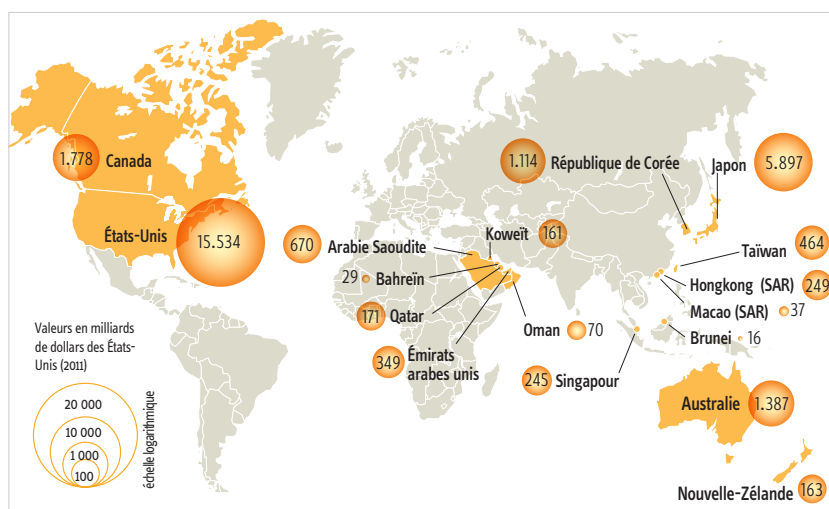 1.778 Canada
1.114
République de Corée
Japon
5.897
États-Unis
15.534
670
Arabie Saoudite
Koweït
161
Taïwan
464
29
Bahreïn
Hongkong (SAR)
249
Macao (SAR)
37
171
Qatar
Oman
70
Brunei
16
349
Émirats
arabes unis
245
Singapour
Valeurs en milliards
de dollars des États-
Unis (2011)
20 000
10 000
1 000
100
échelle logarithmique
Australie
1.387
Nouvelle-Zélande
163